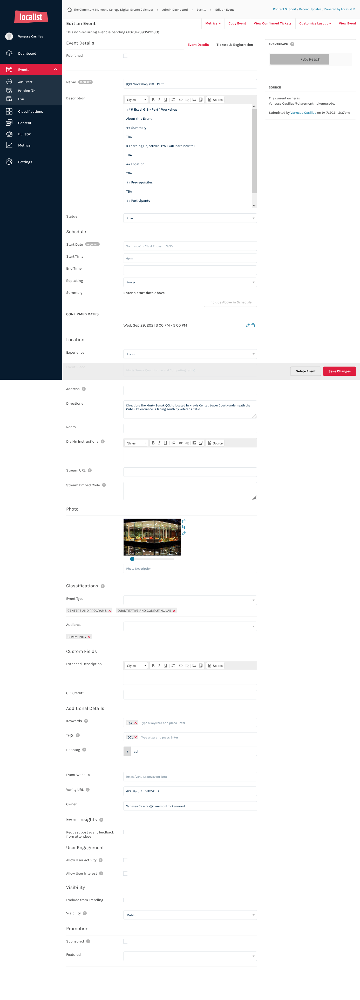 localist
Vanessa Casillas
Dashboard
Events
Add Event
Pending (2)
Live
Classifications
Content
Bulletin
Metrics
Settings
The Claremont McKenna College Digital Events Calendar › Admin Dashboard › Events › Edit an Event
Contact Support / Recent Updates / Powered by Localist ®
Edit an Event
Metrics
Copy Event
View Confirmed Tickets
Customize Layout
View Event
This non-recurring event is pending (#37847390523188)
Event Details
Event Details
Tickets & Registration
Published
Name REQUIRED
[QCL Workshop] GIS - Part 1
Description
Styles
B I U
Source
### Excel GIS - Part 1 Workshop
About this Event
## Summary
TBA
# Learning Objectives: (You will learn how to)
TBA
## Location
TBA
## Pre-requisites
TBA
## Participants
Status
Live
Schedule
Start Date REQUIRED
'Tomorrow' or 'Next Friday' or '4/10'
Start Time
6pm
End Time
Repeating
Never
Summary
Enter a start date above
Include Above in Schedule
CONFIRMED DATES
Wed, Sep 29, 2021 3:00 PM - 5:00 PM
Location
Experience
Hybrid
Event Place
Murty Sunak Quantitative and Computing Lab
Delete Event
Save Changes
Address ?
Directions
Direction: The Murty Sunak QCL is located in Kravis Center, Lower Court (underneath the
Cube). Its entrance is facing south by Veterans Patio.
Room
Dial-In Instructions ?
Styles
B I U
Source
Stream URL ?
Stream Embed Code ?
Photo
Photo Description
Classifications ?
Event Type
CENTERS AND PROGRAMS
QUANTITATIVE AND COMPUTING LAB
Audience
COMMUNITY
Custom Fields
Extended Description
Styles
B I U
Source
CIE Credit?
Additional Details
Keywords ?
QCL Type a keyword and press Enter
Tags ?
QCL Type a tag and press Enter
Hashtag ?
# qcl
Event Website
http://venue.com/event-info
Vanity URL ?
GIS_Part_1_fall2021_1
Owner
Vanessa.Casillas@claremontmckenna.edu
Event Insights ?
Request post event feedback
from attendees
User Engagement
Allow User Activity ?
Allow User Interest ?
Visibility
Exclude from Trending
Visibility ?
Public
Promotion
Sponsored ?
Featured
EVENTREACH ?
73% Reach
SOURCE
The current owner is
Vanessa.Casillas@claremontmckenna.edu.
Submitted by Vanessa Casillas on 9/17/2021 12:37pm